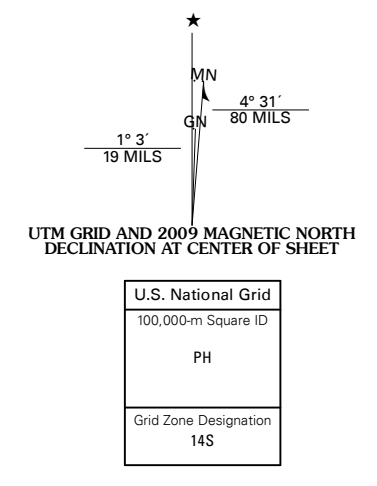 ★
MN
GN
4° 31´
80 MILS
1° 3´
19 MILS
UTM GRID AND 2009 MAGNETIC NORTH
DECLINATION AT CENTER OF SHEET
U.S. National Grid
100,000-m Square ID
PH
Grid Zone Designation
14S